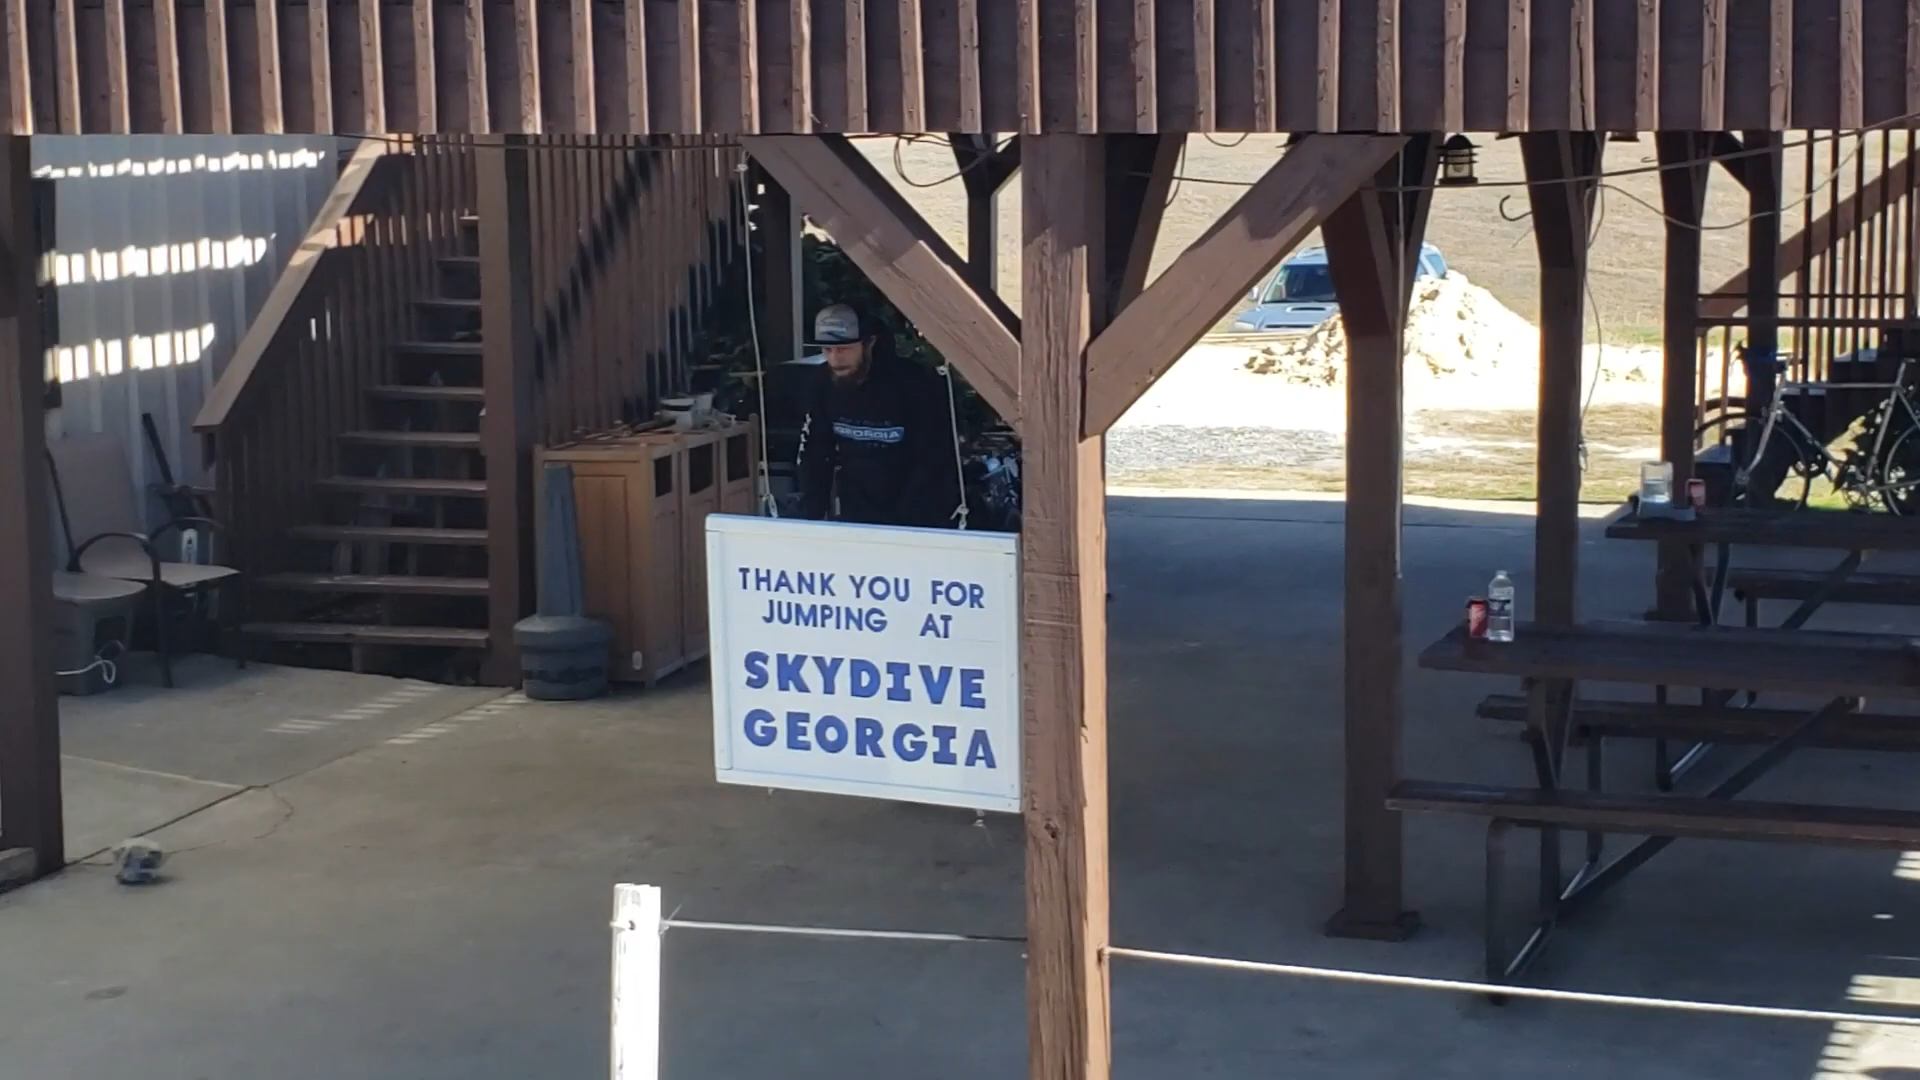 GEORGIA
THANK YOU FOR
JUMPING AT
SKYDIVE
GEORGIA